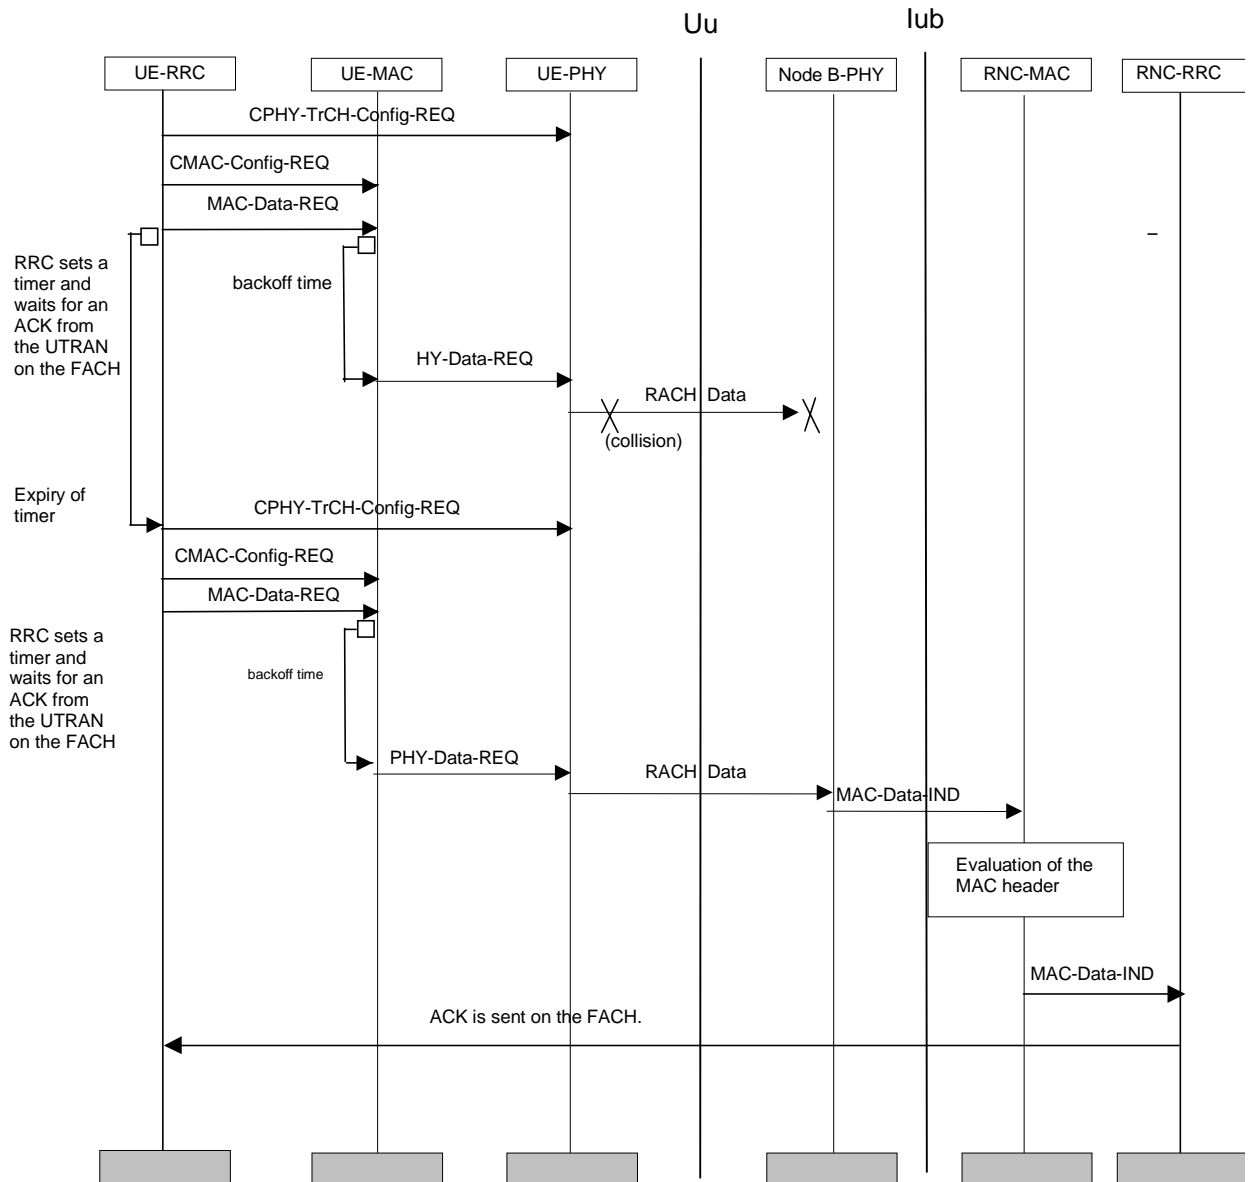 Uu
Iub
UE-RRC
UE-MAC
UE-PHY
Node B-PHY
RNC-MAC
RNC-RRC
CPHY-TrCH-Config-REQ
CMAC-Config-REQ
MAC-Data-REQ
RRC sets a
timer and
waits for an
ACK from
the UTRAN
on the FACH
backoff time
HY-Data-REQ
RACH Data
(collision)
Expiry of
timer
CPHY-TrCH-Config-REQ
CMAC-Config-REQ
MAC-Data-REQ
RRC sets a
timer and
waits for an
ACK from
the UTRAN
on the FACH
backoff time
PHY-Data-REQ
RACH Data
MAC-Data-IND
Evaluation of the
MAC header
MAC-Data-IND
ACK is sent on the FACH.